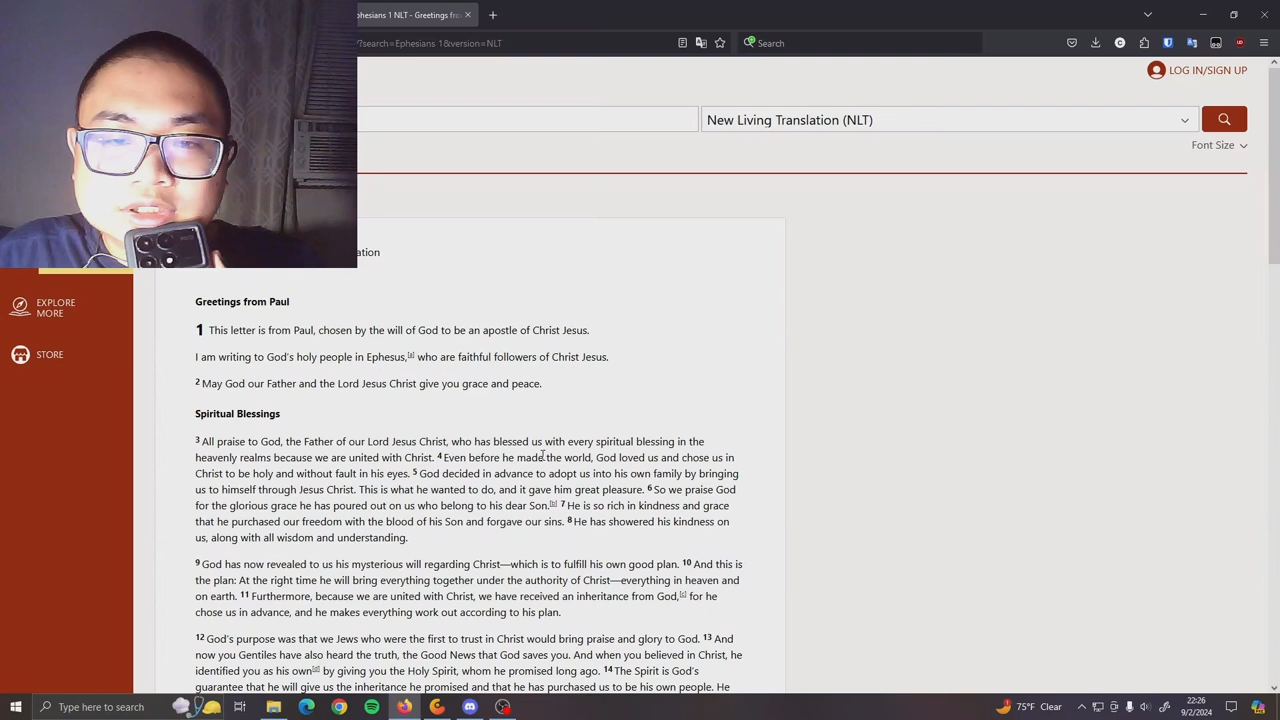 phesians 1 NLT - Greetings fro
?search=Ephesians 1&version=NLT
Search
LOG IN/SIGN UP
New Living Translation (NLT)
Font Size
ation
EXPLORE
MORE
STORE
Greetings from Paul
1 This letter is from Paul, chosen by the will of God to be an apostle of Christ Jesus.
I am writing to God's holy people in Ephesus,[a] who are faithful followers of Christ Jesus.
2 May God our Father and the Lord Jesus Christ give you grace and peace.
Spiritual Blessings
3 All praise to God, the Father of our Lord Jesus Christ, who has blessed us with every spiritual blessing in the
heavenly realms because we are united with Christ. 4 Even before he made the world, God loved us and chose us in
Christ to be holy and without fault in his eyes. 5 God decided in advance to adopt us into his own family by bringing
us to himself through Jesus Christ. This is what he wanted to do, and it gave him great pleasure. 6 So we praise God
for the glorious grace he has poured out on us who belong to his dear Son.[b] 7 He is so rich in kindness and grace
that he purchased our freedom with the blood of his Son and forgave our sins. 8 He has showered his kindness on
us, along with all wisdom and understanding.
9 God has now revealed to us his mysterious will regarding Christ—which is to fulfill his own good plan. 10 And this is
the plan: At the right time he will bring everything together under the authority of Christ—everything in heaven and
on earth. 11 Furthermore, because we are united with Christ, we have received an inheritance from God,[c] for he
chose us in advance, and he makes everything work out according to his plan.
12 God's purpose was that we Jews who were the first to trust in Christ would bring praise and glory to God. 13 And
now you Gentiles have also heard the truth, the Good News that God saves you. And when you believed in Christ, he
identified you as his own[d] by giving you the Holy Spirit, whom he promised long ago. 14 The Spirit is God's
guarantee that he will give us the inheritance he promised and that he has purchased us to be his own people. He
Type here to search
75°F Clear
22:26
9/2/2024